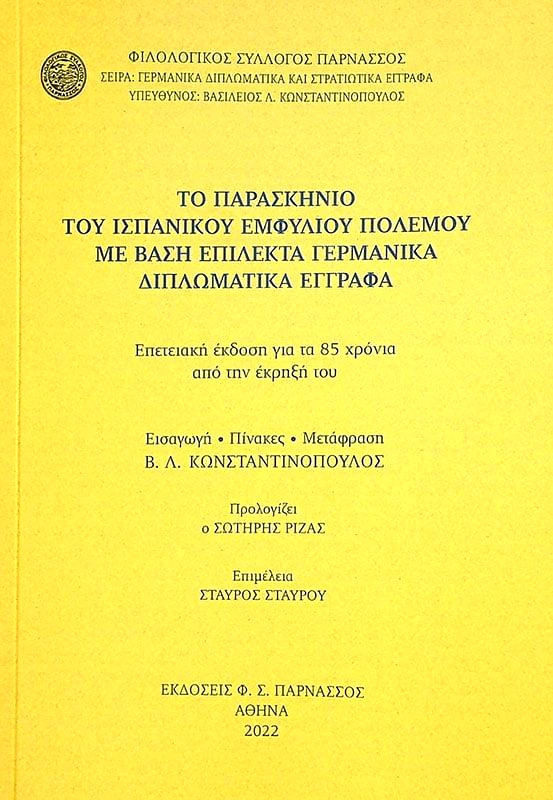 ΦΙΛΟΛΟΓΙΚΟΣ ΣΥΛΛΟΓΟΣ ΠΑΡΝΑΣΣΟΣ
ΣΕΙΡΑ: ΓΕΡΜΑΝΙΚΑ ΔΙΠΛΩΜΑΤΙΚΑ ΚΑΙ ΣΤΡΑΤΙΩΤΙΚΑ ΕΓΓΡΑΦΑ
ΥΠΕΥΘΥΝΟΣ: ΒΑΣΙΛΕΙΟΣ Λ. ΚΩΝΣΤΑΝΤΙΝΟΠΟΥΛΟΣ
ΤΟ ΠΑΡΑΣΚΗΝΙΟ
ΤΟΥ ΙΣΠΑΝΙΚΟΥ ΕΜΦΥΛΙΟΥ ΠΟΛΕΜΟΥ
ΜΕ ΒΑΣΗ ΕΠΙΛΕΚΤΑ ΓΕΡΜΑΝΙΚΑ
ΔΙΠΛΩΜΑΤΙΚΑ ΕΓΓΡΑΦΑ
Επετειακή έκδοση για τα 85 χρόνια
από την έκρηξή του
Εισαγωγή • Πίνακες • Μετάφραση
Β. Λ. ΚΩΝΣΤΑΝΤΙΝΟΠΟΥΛΟΣ
Προλογίζει
ο ΣΩΤΗΡΗΣ ΡΙΖΑΣ
Επιμέλεια
ΣΤΑΥΡΟΣ ΣΤΑΥΡΟΥ
ΕΚΔΟΣΕΙΣ Φ. Σ. ΠΑΡΝΑΣΣΟΣ
ΑΘΗΝΑ
2022